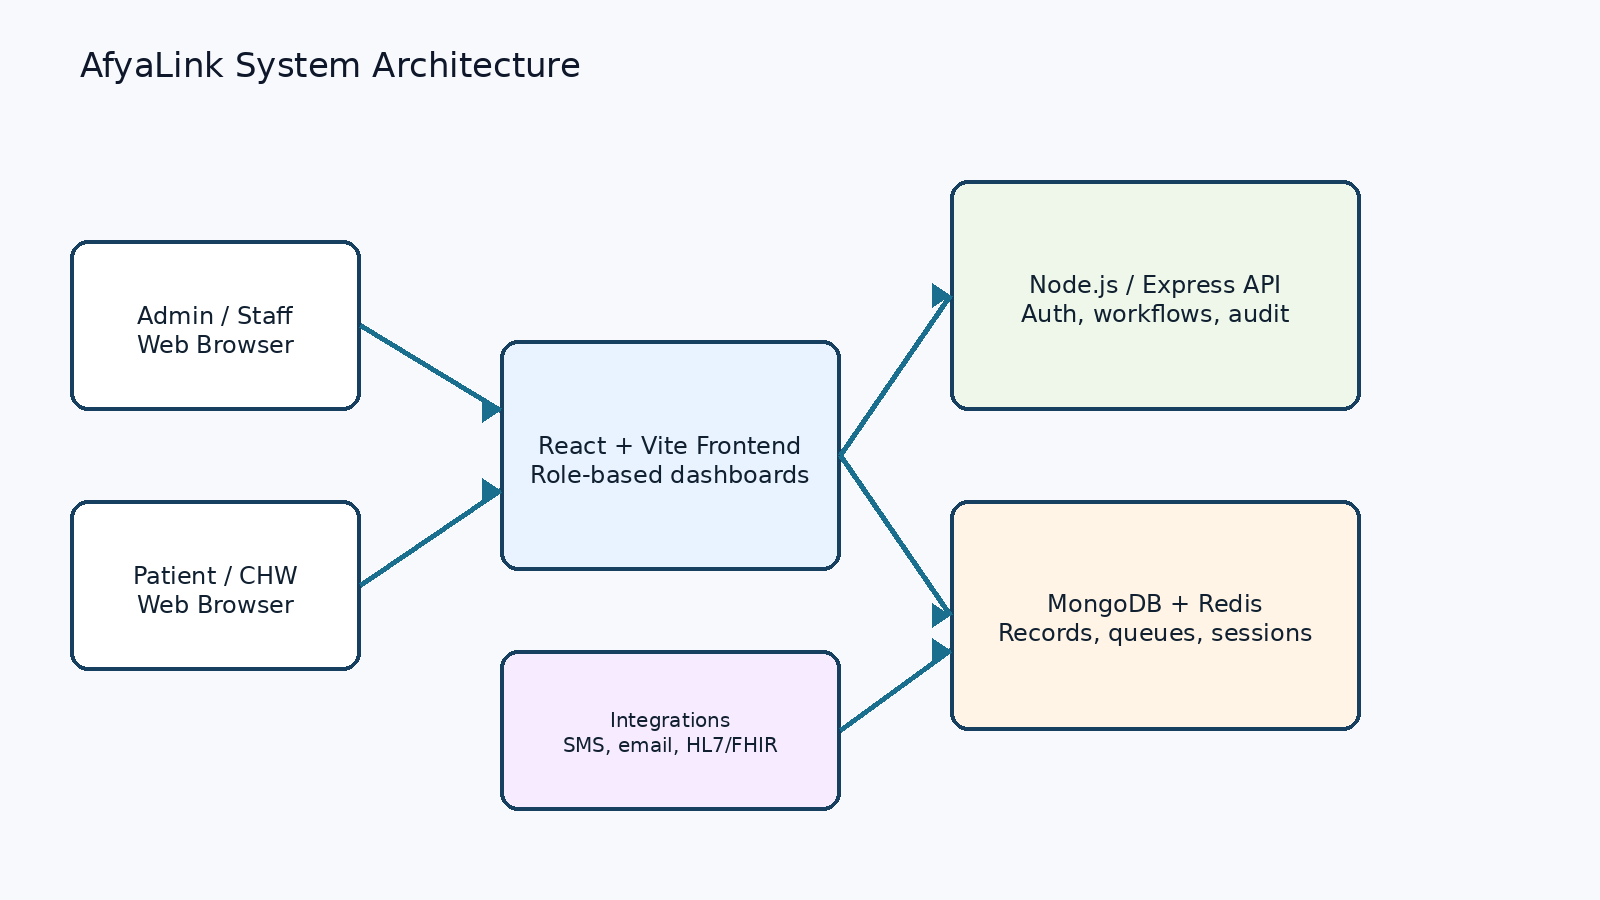 AfyaLink System Architecture
Admin / Staff
Web Browser
Patient / CHW
Web Browser
React + Vite Frontend
Role-based dashboards
Integrations
SMS, email, HL7/FHIR
Node.js / Express API
Auth, workflows, audit
MongoDB + Redis
Records, queues, sessions